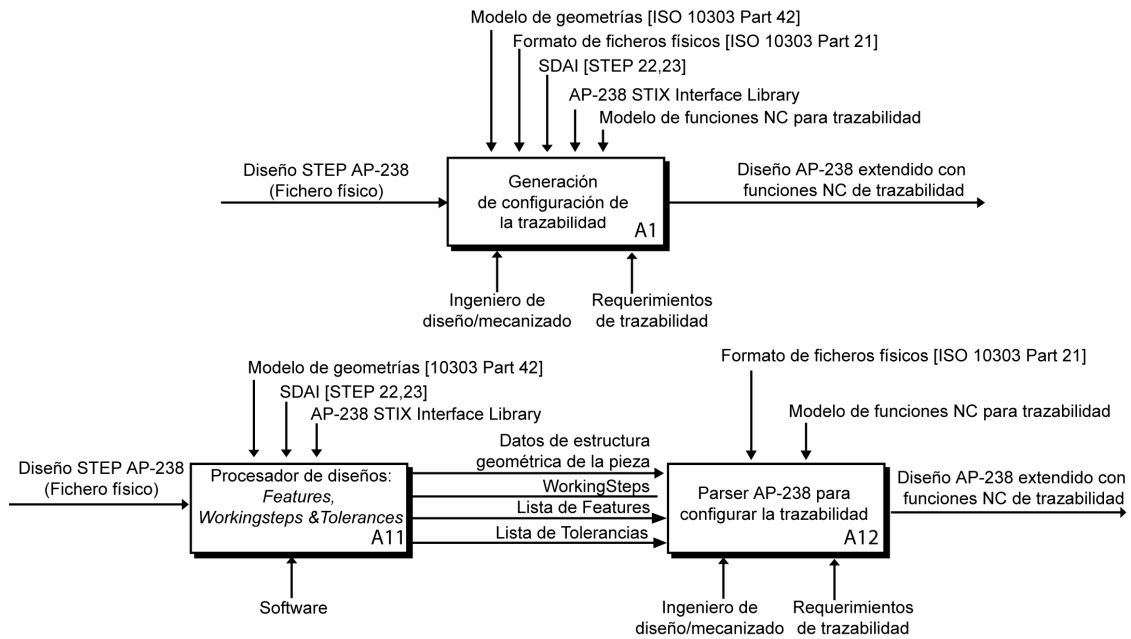 Modelo de geometrías [ISO 10303 Part 42]
Formato de ficheros físicos [ISO 10303 Part 21]
SDAI [STEP 22,23]
AP-238 STIX Interface Library
Modelo de funciones NC para trazabilidad
Diseño STEP AP-238
(Fichero físico)
Generación
de configuración de
la trazabilidad
A1
Diseño AP-238 extendido con
funciones NC de trazabilidad
Ingeniero de
diseño/mecanizado
Requerimientos
de trazabilidad
Modelo de geometrías [10303 Part 42]
SDAI [STEP 22,23]
AP-238 STIX Interface Library
Formato de ficheros físicos [ISO 10303 Part 21]
Modelo de funciones NC para trazabilidad
Diseño STEP AP-238
(Fichero físico)
Procesador de diseños:
Features,
Workingsteps &Tolerances
A11
Datos de estructura
geométrica de la pieza
WorkingSteps
Lista de Features
Lista de Tolerancias
Parser AP-238 para
configurar la trazabilidad
A12
Diseño AP-238 extendido con
funciones NC de trazabilidad
Software
Ingeniero de
diseño/mecanizado
Requerimientos
de trazabilidad